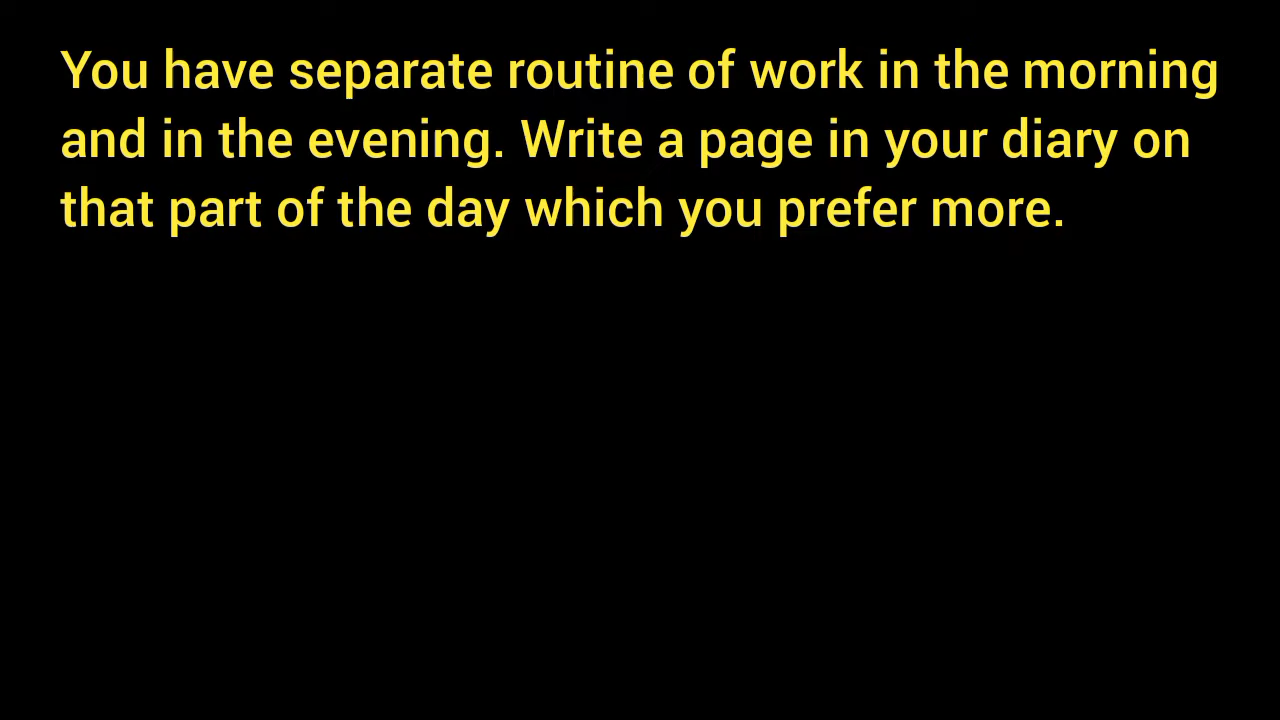 You have separate routine of work in the morning
and in the evening. Write a page in your diary on
that part of the day which you prefer more.